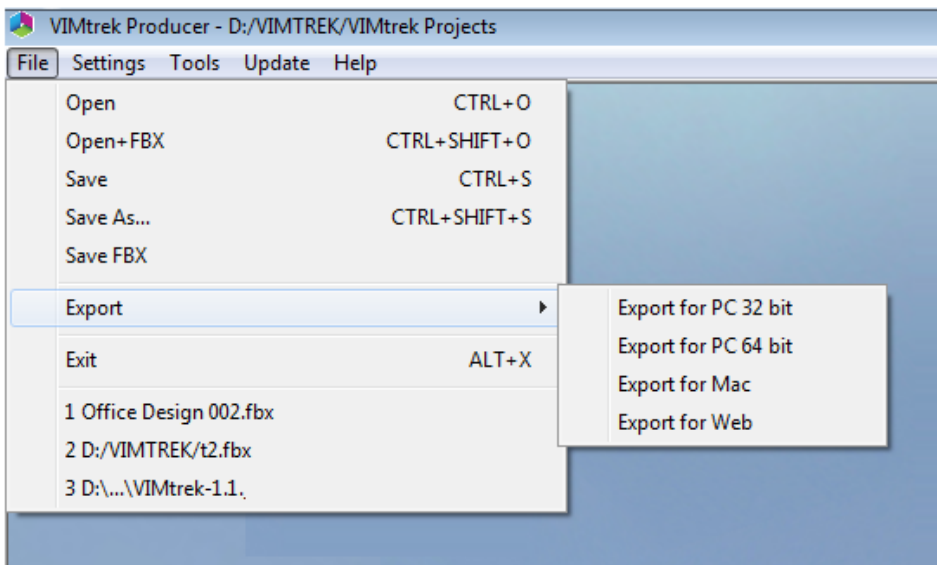 VIMtrek Producer - D:/VIMTREK/VIMtrek Projects
File Settings Tools Update Help
Open CTRL+O
Open+FBX CTRL+SHIFT+O
Save CTRL+S
Save As... CTRL+SHIFT+S
Save FBX
Export
Export for PC 32 bit
Export for PC 64 bit
Export for Mac
Export for Web
Exit ALT+X
1 Office Design 002.fbx
2 D:/VIMTREK/t2.fbx
3 D:\...\VIMtrek-1.1.